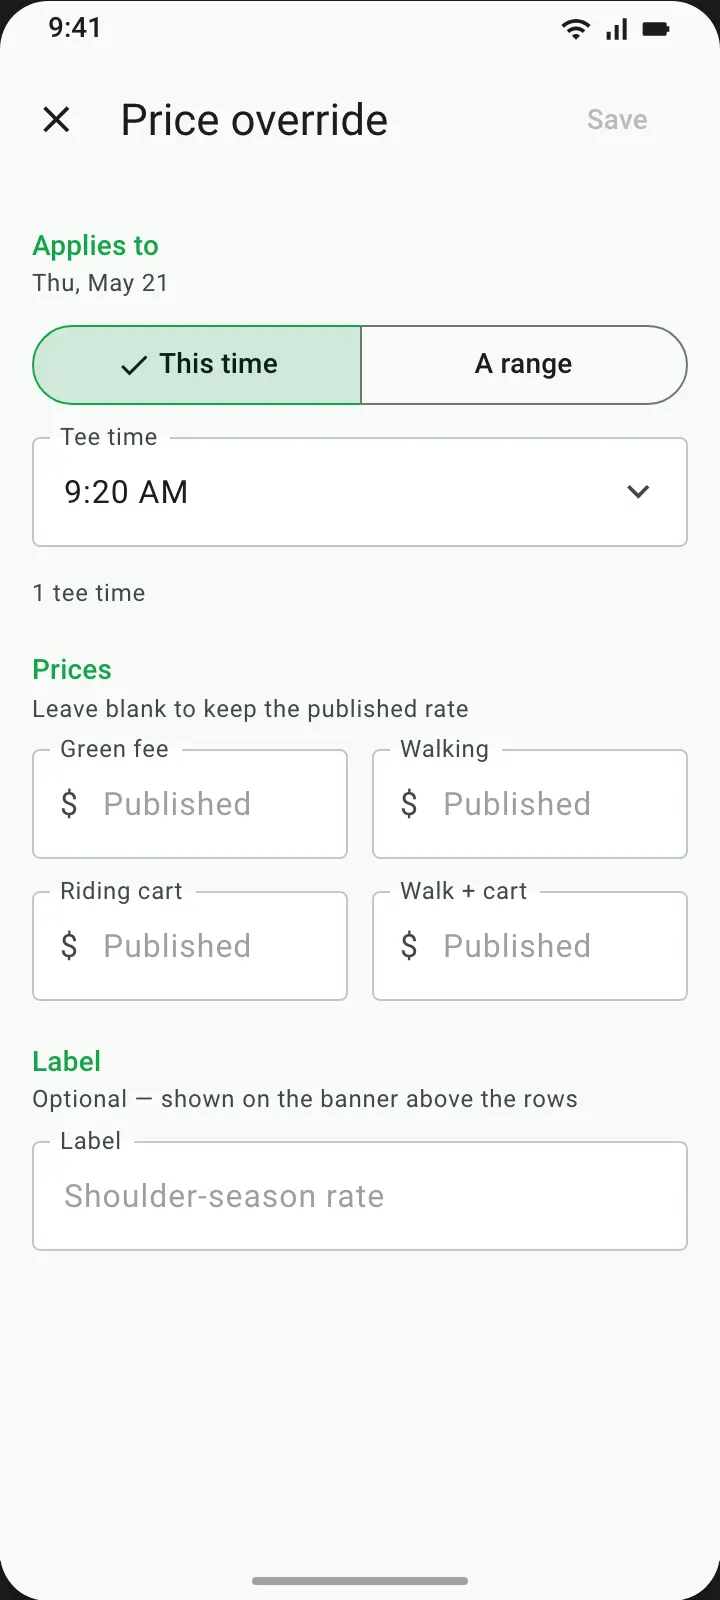 9:41
Price override
Save
Applies to
Thu, May 21
This time
A range
Tee time
9:20 AM
1 tee time
Prices
Leave blank to keep the published rate
Green fee
Walking
$ Published
$ Published
Riding cart
Walk + cart
$ Published
$ Published
Label
Optional — shown on the banner above the rows
Label
Shoulder-season rate